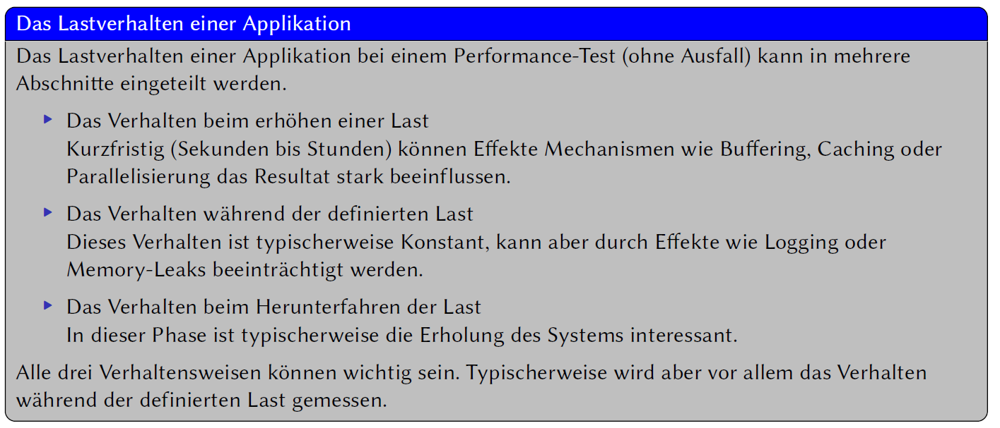 Das Lastverhalten einer Applikation
Das Lastverhalten einer Applikation bei einem Performance-Test (ohne Ausfall) kann in mehrere
Abschnitte eingeteilt werden.
Das Verhalten beim erhöhen einer Last
Kurzfristig (Sekunden bis Stunden) können Effekte Mechanismen wie Buffering, Caching oder
Parallelisierung das Resultat stark beeinflussen.
Das Verhalten während der definierten Last
Dieses Verhalten ist typischerweise Konstant, kann aber durch Effekte wie Logging oder
Memory-Leaks beeinträchtigt werden.
Das Verhalten beim Herunterfahren der Last
In dieser Phase ist typischerweise die Erholung des Systems interessant.
Alle drei Verhaltensweisen können wichtig sein. Typischerweise wird aber vor allem das Verhalten
während der definierten Last gemessen.